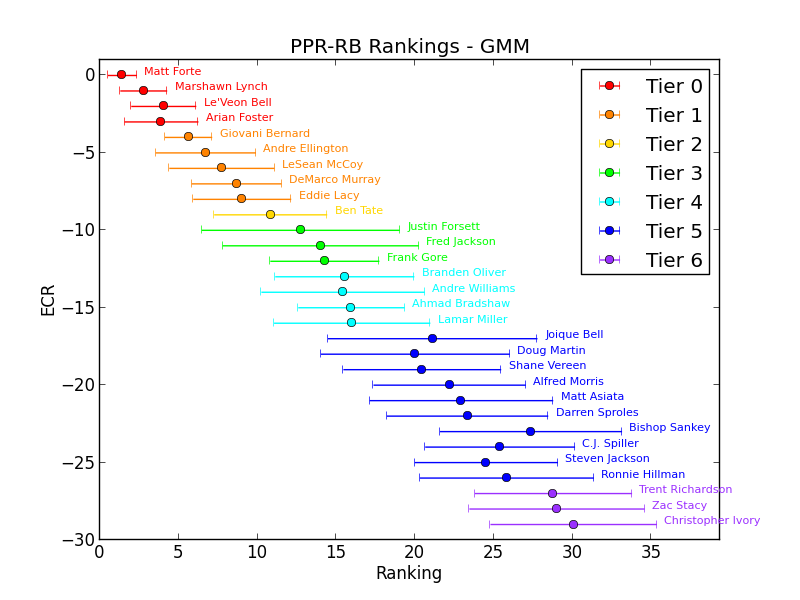 PPR-RB Rankings - GMM
Tier 0
Tier 1
Tier 2
Tier 3
Tier 4
Tier 5
Tier 6
Matt Forte
Marshawn Lynch
Le'Veon Bell
Arian Foster
Giovani Bernard
Andre Ellington
LeSean McCoy
DeMarco Murray
Eddie Lacy
Ben Tate
Justin Forsett
Fred Jackson
Frank Gore
Branden Oliver
Andre Williams
Ahmad Bradshaw
Lamar Miller
Joique Bell
Doug Martin
Shane Vereen
Alfred Morris
Matt Asiata
Darren Sproles
Bishop Sankey
C.J. Spiller
Steven Jackson
Ronnie Hillman
Trent Richardson
Zac Stacy
Christopher Ivory
ECR
0
−5
−10
−15
−20
−25
−30
0 5 10 15 20 25 30 35
Ranking